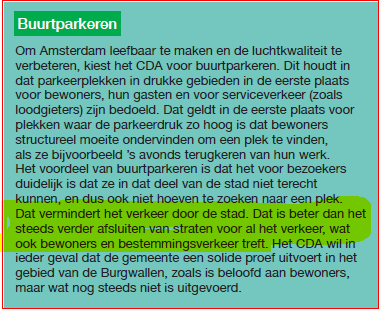 Buurtparkeren
Om Amsterdam leefbaar te maken en de luchtkwaliteit te
verbeteren, kiest het CDA voor buurtparkeren. Dit houdt in
dat parkeerplekken in drukke gebieden in de eerste plaats
voor bewoners, hun gasten en voor serviceverkeer (zoals
loodgieters) zijn bedoeld. Dat geldt in de eerste plaats voor
plekken waar de parkeerdruk zo hoog is dat bewoners
structureel moeite ondervinden om een plek te vinden,
als ze bijvoorbeeld 's avonds terugkeren van hun werk.
Het voordeel van buurtparkeren is dat het voor bezoekers
duidelijk is dat ze in dat deel van de stad niet terecht
kunnen, en dus ook niet hoeven te zoeken naar een plek.
Dat vermindert het verkeer door de stad. Dat is beter dan het
steeds verder afsluiten van straten voor al het verkeer, wat
ook bewoners en bestemmingsverkeer treft. Het CDA wil in
ieder geval dat de gemeente een solide proef uitvoert in het
gebied van de Burgwallen, zoals is beloofd aan bewoners,
maar wat nog steeds niet is uitgevoerd.